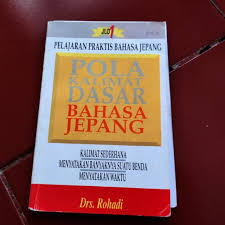 JILID 1
PELAJARAN PRAKTIS BAHASA JEPANG
POLA
KALIMAT
DASAR
BAHASA
JEPANG
KALIMAT SEDERHANA
MENYATAKAN BANYAKNYA SUATU BENDA
MENYATAKAN WAKTU
Drs. Rohadi